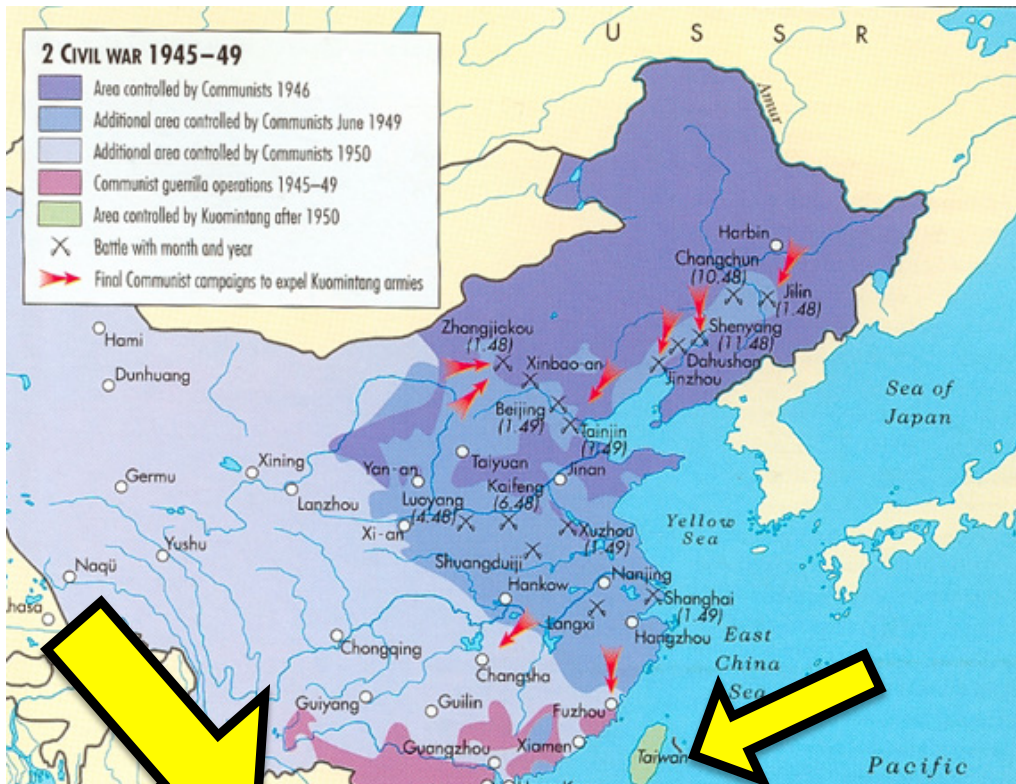 U S S R
2 CIVIL WAR 1945–49
Area controlled by Communists 1946
Additional area controlled by Communists June 1949
Additional area controlled by Communists 1950
Communist guerrilla operations 1945–49
Area controlled by Kuomintang after 1950
Battle with month and year
Final Communist campaigns to expel Kuomintang armies
Amur
Harbin
Changchun
(10.48)
Jilin
(1.48)
Shenyang
(11.48)
Dahushan
Jinzhou
Zhangjiakou
(1.48)
Xinbao-an
Hami
Dunhuang
Beijing
(1.49)
Tainjin
(1.49)
Sea of
Japan
Xining
Germu
Lanzhou
Yan-an
Taiyuan
Jinan
Luoyang
(4.48)
Kaifeng
(6.48)
Xi-an
Xuzhou
(1.49)
Yellow
Sea
Yushu
Naqü
Shuangduiji
Hankow
Nanjing
Shanghai
(1.49)
Langxi
Hangzhou
East
China
Sea
Chongqing
Changsha
Guiyang
Guilin
Fuzhou
Guangzhou
Xiamen
Taiwan
Pacific